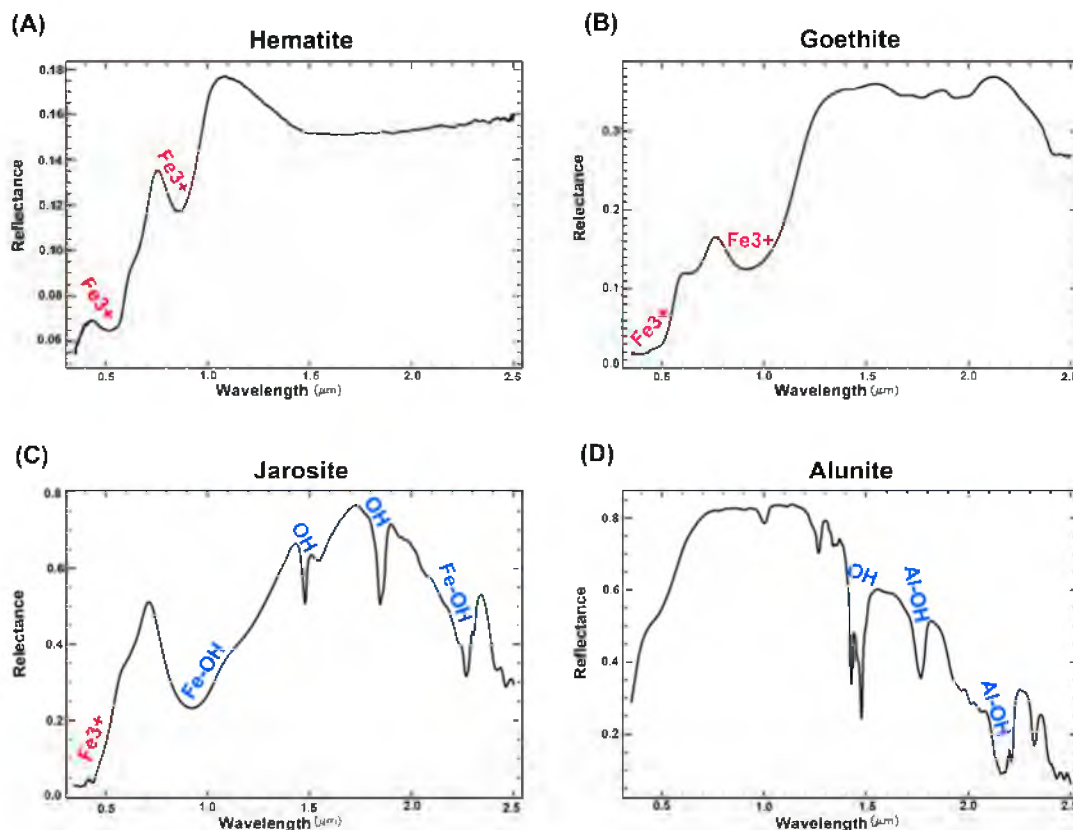 (A)
Hematite
0.18
0.16
0.14
0.12
0.10
0.08
0.06
Reflectance
Fe3+
Fe3+
0.5
1.0
1.5
2.0
2.5
Wavelength (μm)
(B)
Goethite
0.3
0.2
0.1
0.0
Relectance
Fe3+
Fe3+
0.5
1.0
1.5
2.0
2.5
Wavelength (μm)
(C)
Jarosite
0.8
0.6
0.4
0.2
0.0
Relectance
Fe3+
Fe-OH
OH
OH
Fe-OH
0.5
1.0
1.5
2.0
2.5
Wavelength (μm)
(D)
Alunite
0.8
0.6
0.4
0.2
Reflectance
OH
Al-OH
Al-OH
0.5
1.0
1.5
2.0
2.5
Wavelength (μm)